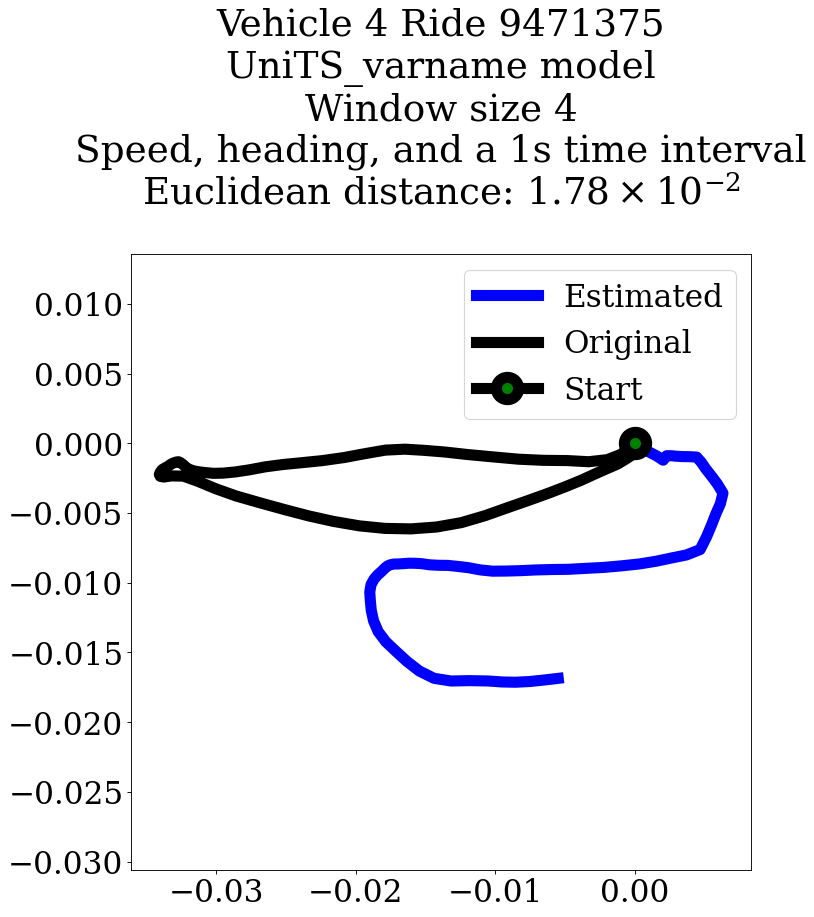 Vehicle 4 Ride 9471375
UniTS_varname model
Window size 4
Speed, heading, and a 1s time interval
Euclidean distance: 1.78 × 10⁻²
Estimated
Original
Start
0.010
0.005
0.000
−0.005
−0.010
−0.015
−0.020
−0.025
−0.030
−0.03 −0.02 −0.01 0.00